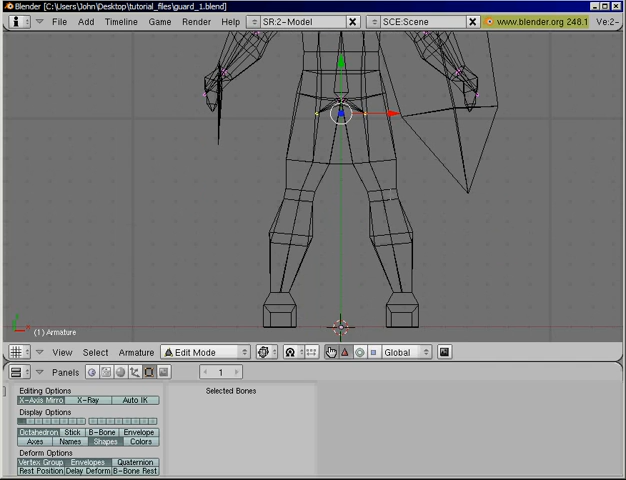 Blender [C:\Users\John\Desktop\tutorial_files\guard_1.blend]
File Add Timeline Game Render Help SR:2-Model SCE:Scene www.blender.org 248.1 Ve:2-
(1) Armature
View Select Armature Edit Mode Global
Panels 1
Editing Options
X-Axis Mirro X-Ray Auto IK
Display Options
Octahedron Stick B-Bone Envelope
Axes Names Shapes Colors
Deform Options
Vertex Group Envelopes Quaternion
Rest Position Delay Deform B-Bone Rest
Selected Bones